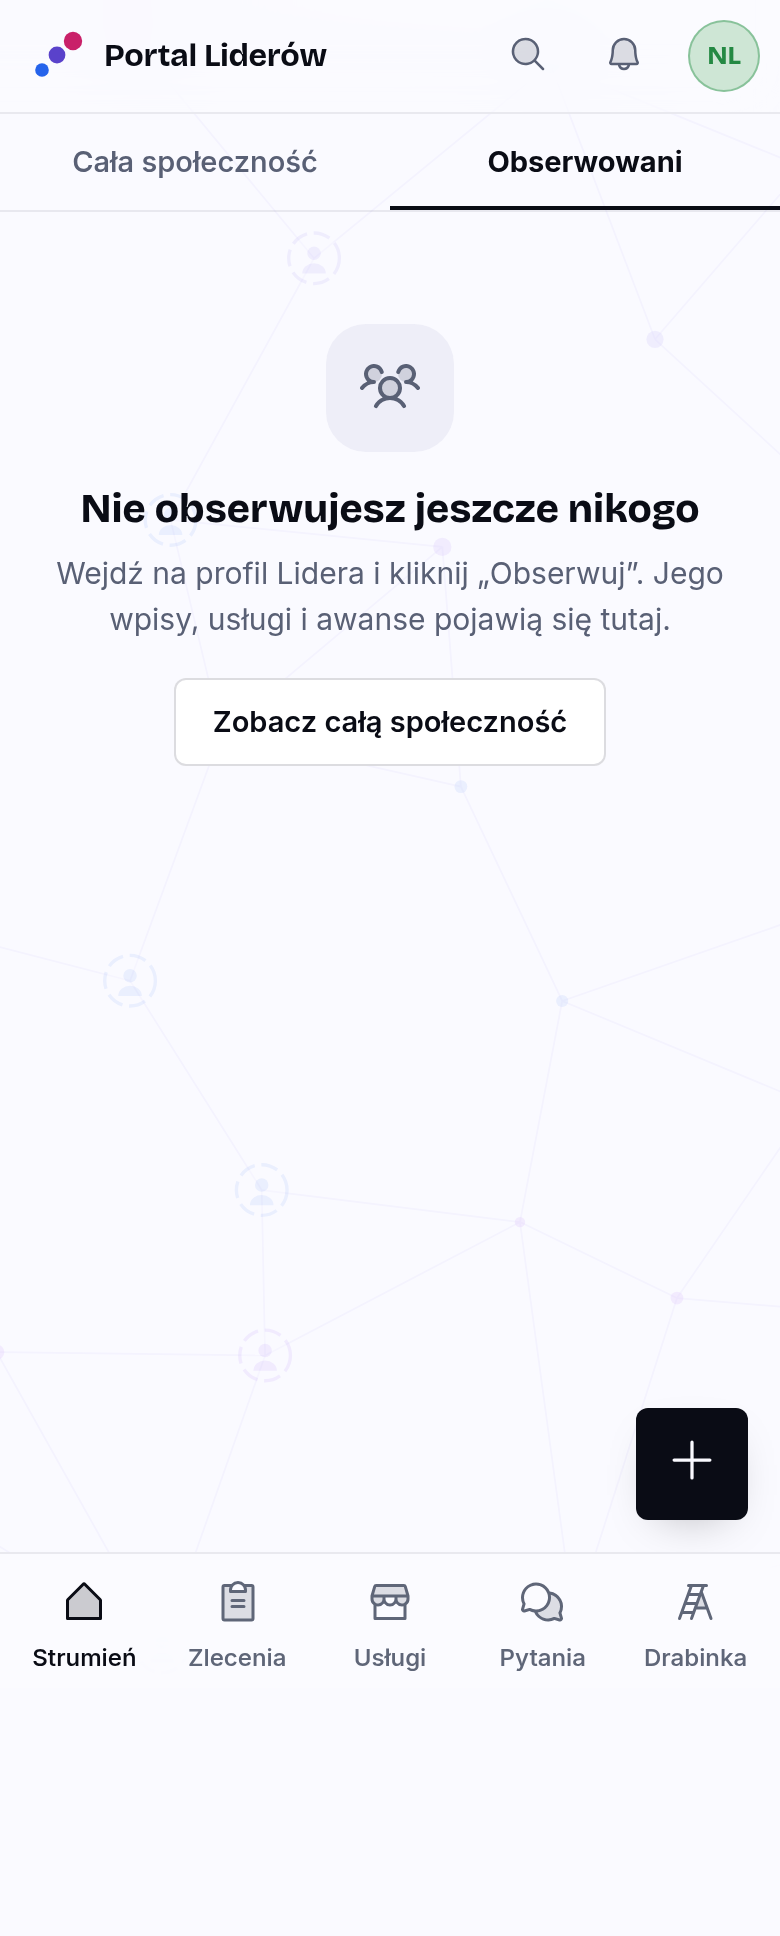 Portal Liderów
NL
Cała społeczność
Obserwowani
Nie obserwujesz jeszcze nikogo
Wejdź na profil Lidera i kliknij „Obserwuj”. Jego
wpisy, usługi i awanse pojawią się tutaj.
Zobacz całą społeczność
Strumień
Zlecenia
Usługi
Pytania
Drabinka